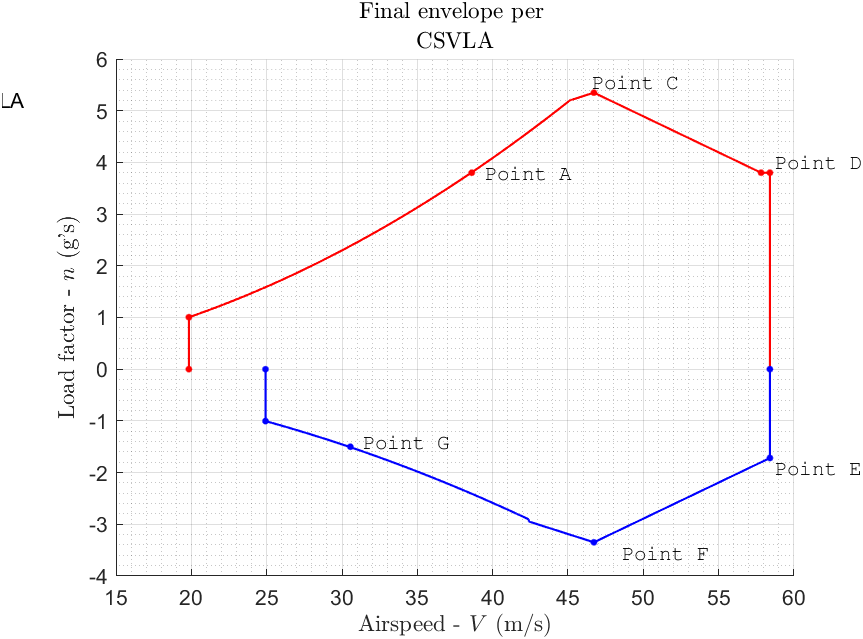 Final envelope per
CSVLA
LA
6
5
4
3
2
1
0
-1
-2
-3
-4
Load factor - n (g's)
Point C
Point D
Point A
Point G
Point E
Point F
15 20 25 30 35 40 45 50 55 60
Airspeed - V (m/s)